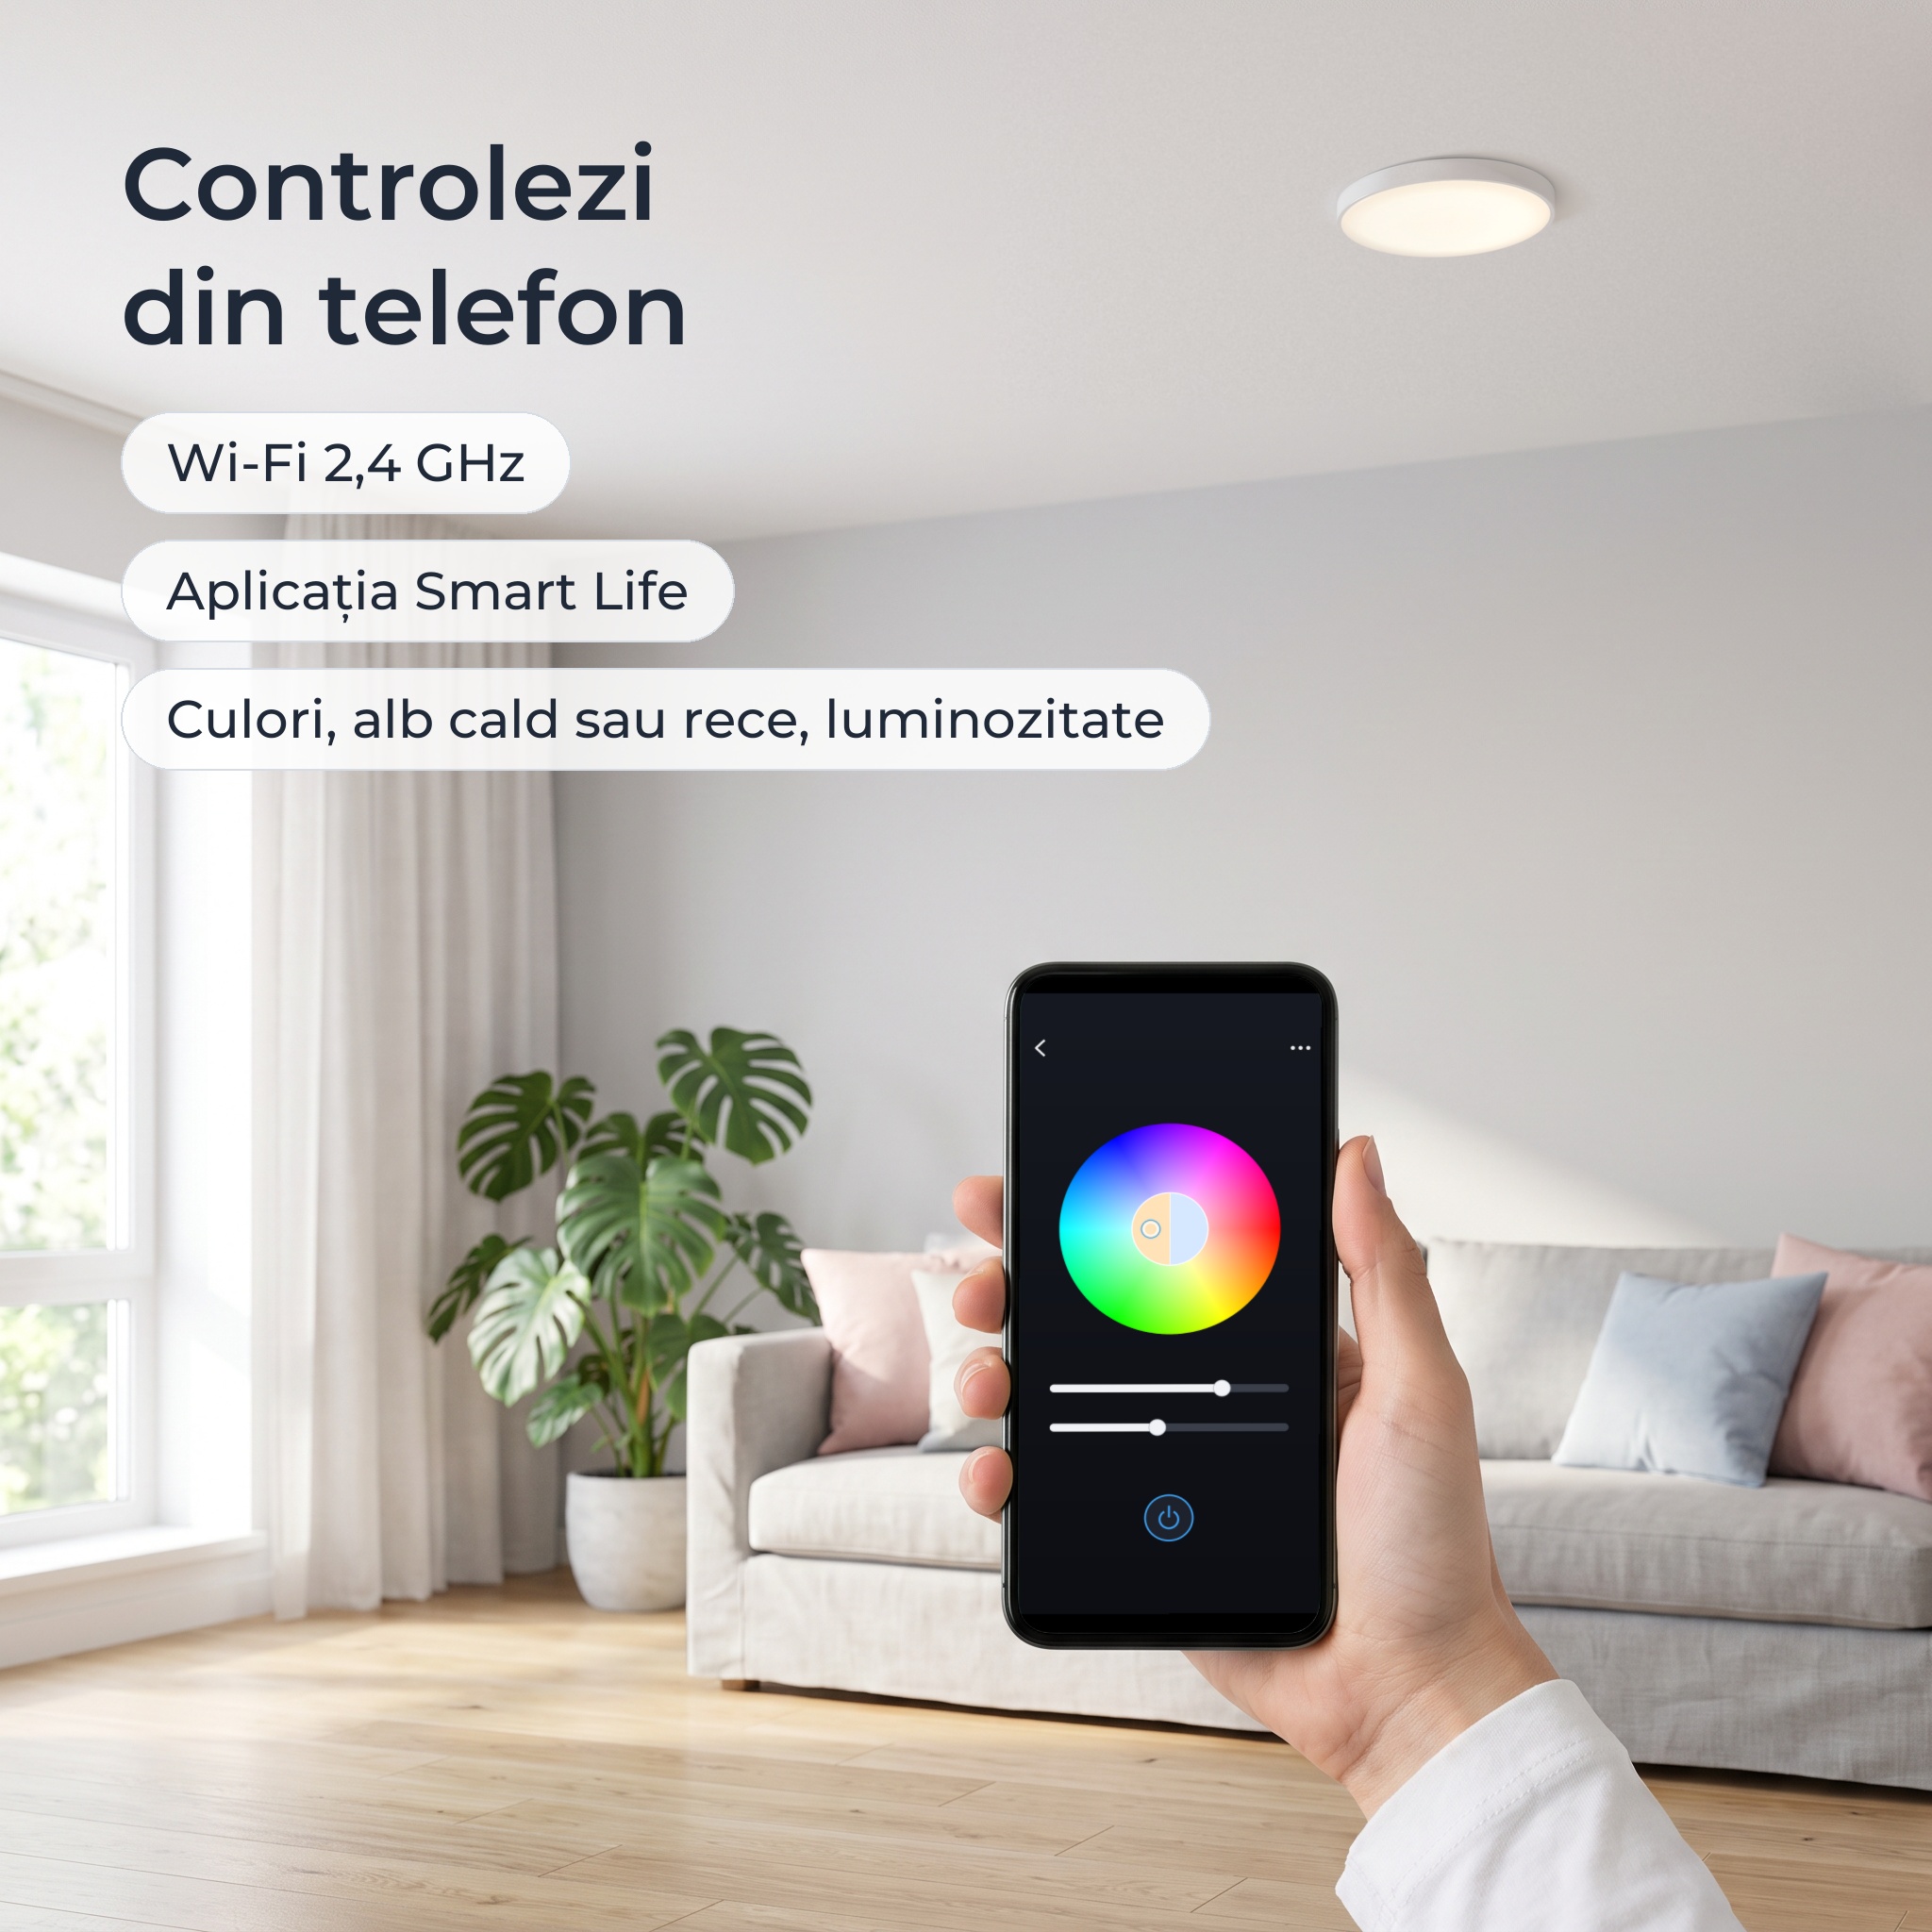 Controlezi
din telefon
Wi-Fi 2,4 GHz
Aplicația Smart Life
Culori, alb cald sau rece, luminozitate